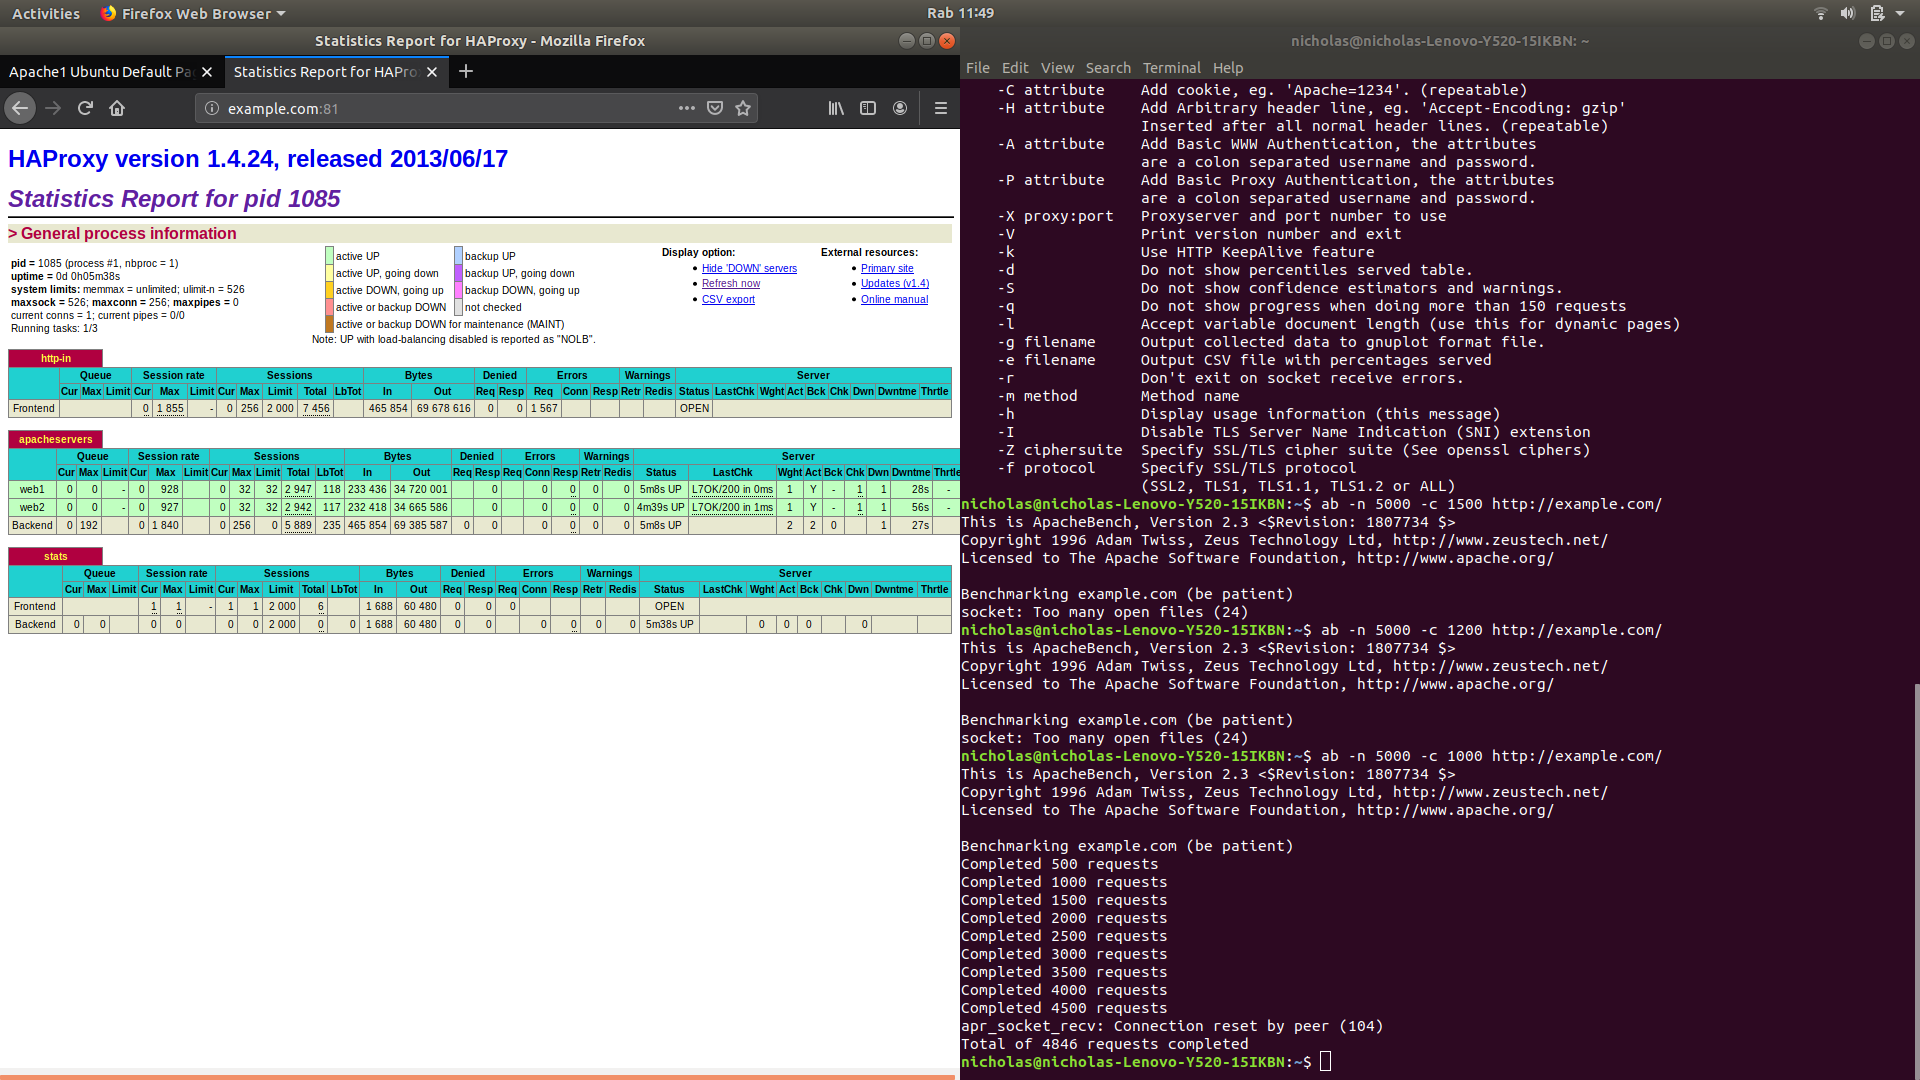 Activities Firefox Web Browser Rab 11:49
Statistics Report for HAProxy - Mozilla Firefox
Apache1 Ubuntu Default Pa Statistics Report for HAPro
example.com:81
HAProxy version 1.4.24, released 2013/06/17
Statistics Report for pid 1085
> General process information
pid = 1085 (process #1, nbproc = 1)
uptime = 0d 0h05m38s
system limits: memmax = unlimited; ulimit-n = 526
maxsock = 526; maxconn = 256; maxpipes = 0
current conns = 1; current pipes = 0/0
Running tasks: 1/3
active UP backup UP
active UP, going down backup UP, going down
active DOWN, going up backup DOWN, going up
active or backup DOWN not checked
active or backup DOWN for maintenance (MAINT)
Note: UP with load-balancing disabled is reported as "NOLB".
Display option:
Hide 'DOWN' servers
Refresh now
CSV export
External resources:
Primary site
Updates (v1.4)
Online manual
http-in
Queue Session rate Sessions Bytes Denied Errors Warnings Server
Cur Max Limit Cur Max Limit Cur Max Limit Total LbTot In Out Req Resp Req Conn Resp Retr Redis Status LastChk Wght Act Bck Chk Dwn Dwntme Thrtle
Frontend 0 1 855 - 0 256 2 000 7 456 465 854 69 678 616 0 0 1 567 OPEN
apacheservers
Queue Session rate Sessions Bytes Denied Errors Warnings Server
Cur Max Limit Cur Max Limit Cur Max Limit Total LbTot In Out Req Resp Req Conn Resp Retr Redis Status LastChk Wght Act Bck Chk Dwn Dwntme Thrtle
web1 0 0 - 0 928 0 32 32 2 947 118 233 436 34 720 001 0 0 0 0 0 5m8s UP L7OK/200 in 0ms 1 Y - 1 1 28s -
web2 0 0 - 0 927 0 32 32 2 942 117 232 418 34 665 586 0 0 0 0 0 4m39s UP L7OK/200 in 1ms 1 Y - 1 1 56s -
Backend 0 192 0 1 840 0 256 0 5 889 235 465 854 69 385 587 0 0 0 0 0 0 5m8s UP 2 2 0 1 27s
stats
Queue Session rate Sessions Bytes Denied Errors Warnings Server
Cur Max Limit Cur Max Limit Cur Max Limit Total LbTot In Out Req Resp Req Conn Resp Retr Redis Status LastChk Wght Act Bck Chk Dwn Dwntme Thrtle
Frontend 1 1 - 1 1 2 000 6 1 688 60 480 0 0 0 OPEN
Backend 0 0 0 0 0 0 2 000 0 0 1 688 60 480 0 0 0 0 0 0 5m38s UP 0 0 0 0
nicholas@nicholas-Lenovo-Y520-15IKBN: ~
File Edit View Search Terminal Help
-C attribute Add cookie, eg. 'Apache=1234'. (repeatable)
-H attribute Add Arbitrary header line, eg. 'Accept-Encoding: gzip'
Inserted after all normal header lines. (repeatable)
-A attribute Add Basic WWW Authentication, the attributes
are a colon separated username and password.
-P attribute Add Basic Proxy Authentication, the attributes
are a colon separated username and password.
-X proxy:port Proxyserver and port number to use
-V Print version number and exit
-k Use HTTP KeepAlive feature
-d Do not show percentiles served table.
-S Do not show confidence estimators and warnings.
-q Do not show progress when doing more than 150 requests
-l Accept variable document length (use this for dynamic pages)
-g filename Output collected data to gnuplot format file.
-e filename Output CSV file with percentages served
-r Don't exit on socket receive errors.
-m method Method name
-h Display usage information (this message)
-I Disable TLS Server Name Indication (SNI) extension
-Z ciphersuite Specify SSL/TLS cipher suite (See openssl ciphers)
-f protocol Specify SSL/TLS protocol
(SSL2, TLS1, TLS1.1, TLS1.2 or ALL)
nicholas@nicholas-Lenovo-Y520-15IKBN:~$ ab -n 5000 -c 1500 http://example.com/
This is ApacheBench, Version 2.3 <$Revision: 1807734 $>
Copyright 1996 Adam Twiss, Zeus Technology Ltd, http://www.zeustech.net/
Licensed to The Apache Software Foundation, http://www.apache.org/
Benchmarking example.com (be patient)
socket: Too many open files (24)
nicholas@nicholas-Lenovo-Y520-15IKBN:~$ ab -n 5000 -c 1200 http://example.com/
This is ApacheBench, Version 2.3 <$Revision: 1807734 $>
Copyright 1996 Adam Twiss, Zeus Technology Ltd, http://www.zeustech.net/
Licensed to The Apache Software Foundation, http://www.apache.org/
Benchmarking example.com (be patient)
socket: Too many open files (24)
nicholas@nicholas-Lenovo-Y520-15IKBN:~$ ab -n 5000 -c 1000 http://example.com/
This is ApacheBench, Version 2.3 <$Revision: 1807734 $>
Copyright 1996 Adam Twiss, Zeus Technology Ltd, http://www.zeustech.net/
Licensed to The Apache Software Foundation, http://www.apache.org/
Benchmarking example.com (be patient)
Completed 500 requests
Completed 1000 requests
Completed 1500 requests
Completed 2000 requests
Completed 2500 requests
Completed 3000 requests
Completed 3500 requests
Completed 4000 requests
Completed 4500 requests
apr_socket_recv: Connection reset by peer (104)
Total of 4846 requests completed
nicholas@nicholas-Lenovo-Y520-15IKBN:~$